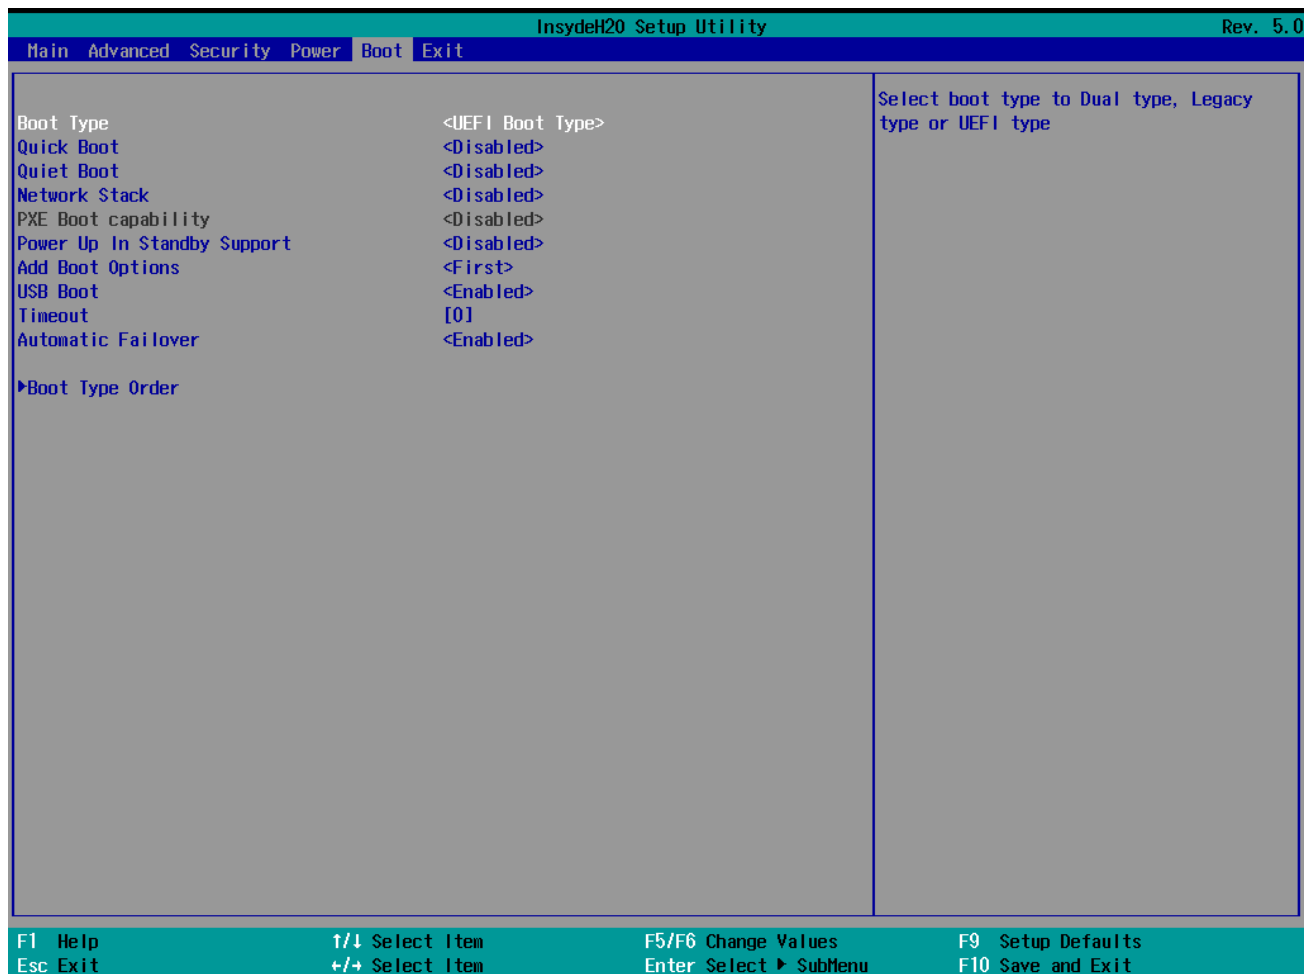 InsydeH20 Setup Utility Rev. 5.0
Main Advanced Security Power Boot Exit
Select boot type to Dual type, Legacy
Boot Type <UEFI Boot Type> type or UEFI type
Quick Boot <Disabled>
Quiet Boot <Disabled>
Network Stack <Disabled>
PXE Boot capability <Disabled>
Power Up In Standby Support <Disabled>
Add Boot Options <First>
USB Boot <Enabled>
Timeout [0]
Automatic Failover <Enabled>
▶Boot Type Order
F1 Help ↑/↓ Select Item F5/F6 Change Values F9 Setup Defaults
Esc Exit ←/→ Select Item Enter Select ▶ SubMenu F10 Save and Exit